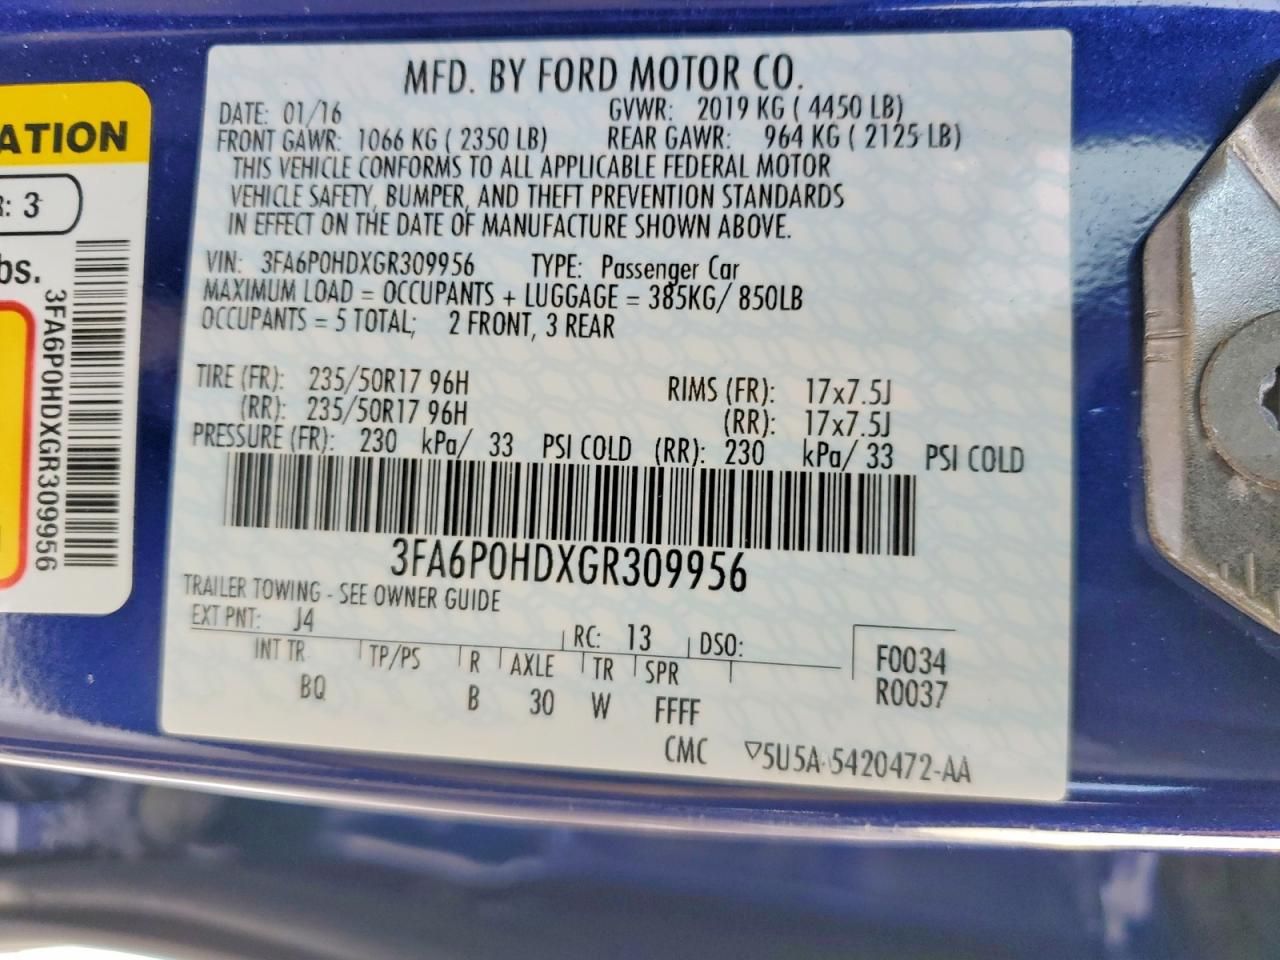 MFD. BY FORD MOTOR CO.
DATE: 01/16 GVWR: 2019 KG ( 4450 LB)
FRONT GAWR: 1066 KG ( 2350 LB) REAR GAWR: 964 KG ( 2125 LB)
THIS VEHICLE CONFORMS TO ALL APPLICABLE FEDERAL MOTOR
VEHICLE SAFETY, BUMPER, AND THEFT PREVENTION STANDARDS
IN EFFECT ON THE DATE OF MANUFACTURE SHOWN ABOVE.
VIN: 3FA6P0HDXGR309956 TYPE: Passenger Car
MAXIMUM LOAD = OCCUPANTS + LUGGAGE = 385KG/ 850LB
OCCUPANTS = 5 TOTAL; 2 FRONT, 3 REAR
TIRE (FR): 235/50R17 96H RIMS (FR): 17x7.5J
(RR): 235/50R17 96H (RR): 17x7.5J
PRESSURE (FR): 230 kPa/ 33 PSI COLD (RR): 230 kPa/ 33 PSI COLD
3FA6P0HDXGR309956
TRAILER TOWING - SEE OWNER GUIDE
EXT PNT: J4 RC: 13 DSO:
INT TR TP/PS R AXLE TR SPR
BQ B 30 W FFFF
F0034
R0037
CMC ▽5U5A-5420472-AA
ATION
R: 3
bs.
3FA6P0HDXGR309956